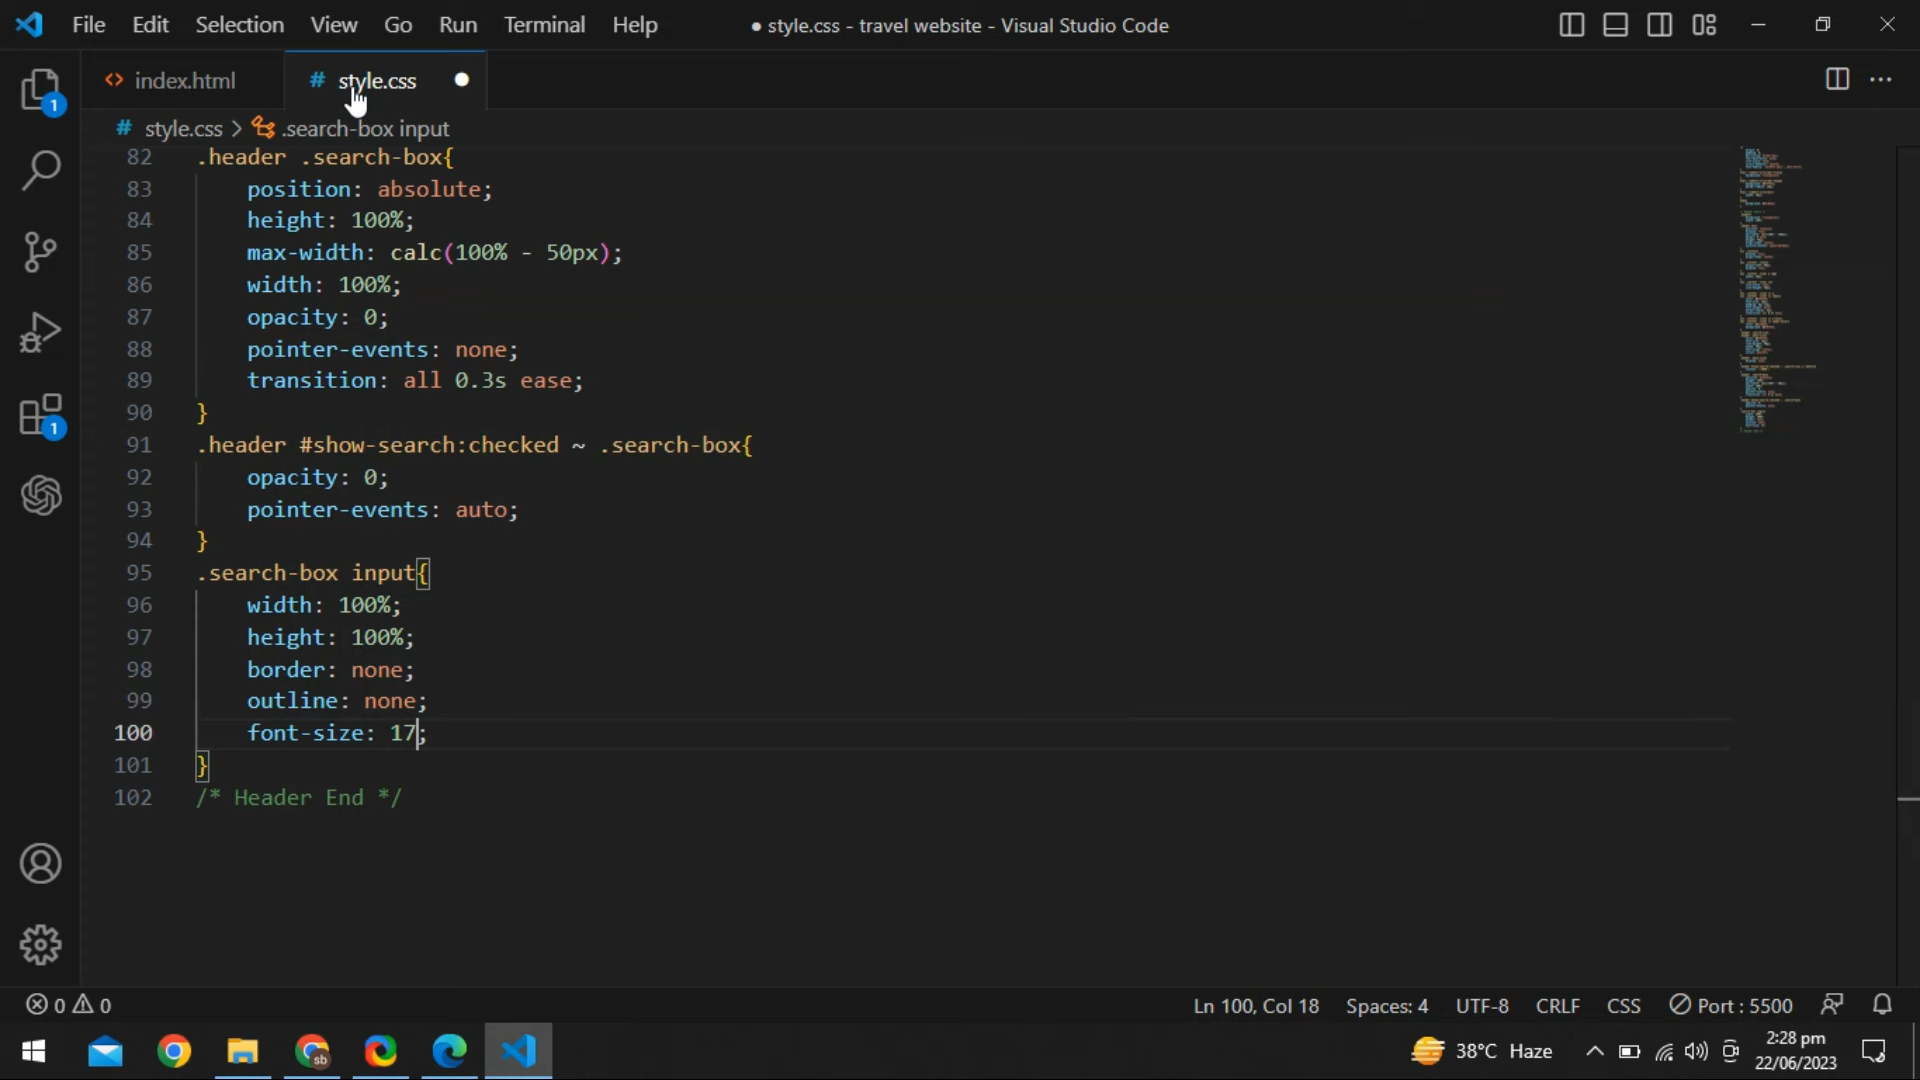 File Edit Selection View Go Run Terminal Help ● style.css - travel website - Visual Studio Code
<> index.html # style.css ●
# style.css > .search-box input
82 .header .search-box{
83 position: absolute;
84 height: 100%;
85 max-width: calc(100% - 50px);
86 width: 100%;
87 opacity: 0;
88 pointer-events: none;
89 transition: all 0.3s ease;
90 }
91 .header #show-search:checked ~ .search-box{
92 opacity: 0;
93 pointer-events: auto;
94 }
95 .search-box input{
96 width: 100%;
97 height: 100%;
98 border: none;
99 outline: none;
100 font-size: 17;
101 }
102 /* Header End */
1
1
0 0 Ln 100, Col 18 Spaces: 4 UTF-8 CRLF CSS Port : 5500
sb 38°C Haze 2:28 pm
22/06/2023